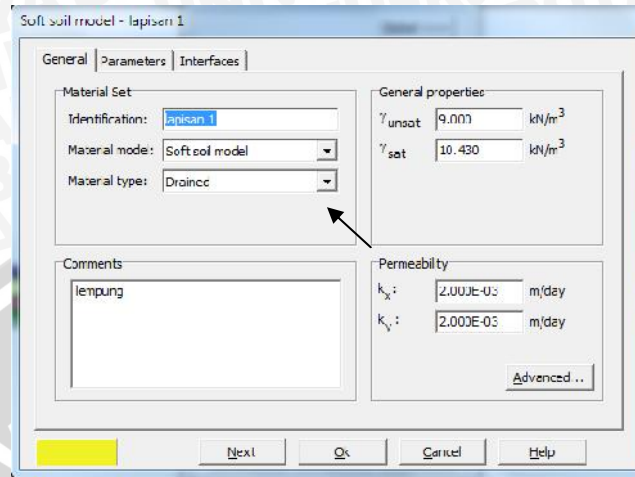 Soft soil model - lapisan 1
General Parameters Interfaces
Material Set
Identification: lapisan 1
Material mode: Soft soil model
Material type: Drained
General properties
γunsat 9.000 kN/m³
γsat 10.430 kN/m³
Comments
lempung
Permeability
kx: 2.000E-03 m/day
ky: 2.000E-03 m/day
Advanced...
Next Ok Cancel Help